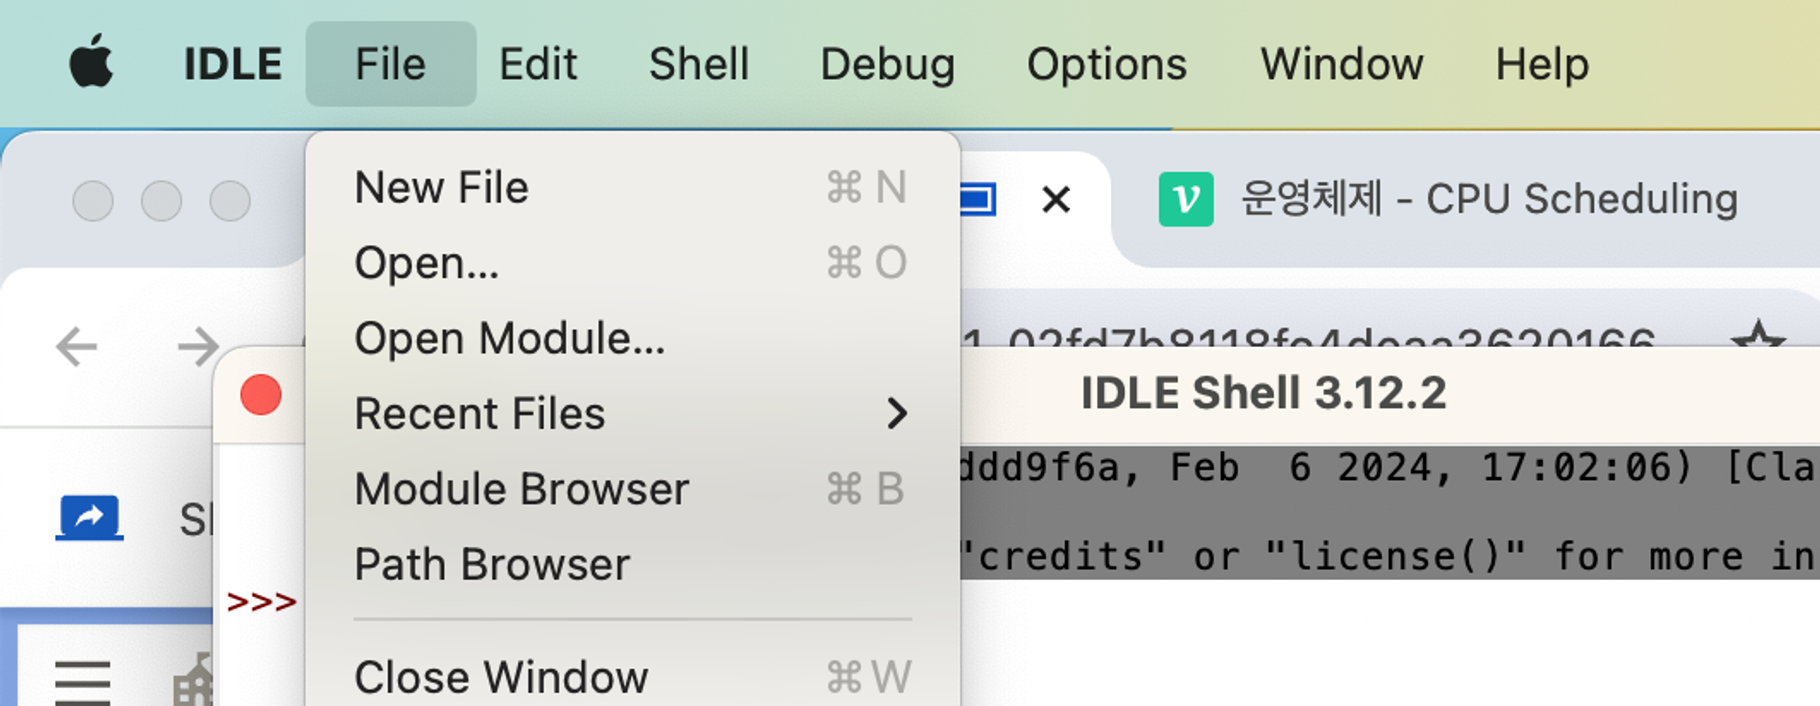 IDLE File Edit Shell Debug Options Window Help
New File ⌘ N
운영체제 - CPU Scheduling
Open... ⌘ O
Open Module...
IDLE Shell 3.12.2
Recent Files
ddd9f6a, Feb 6 2024, 17:02:06) [Cla
Module Browser ⌘ B
"credits" or "license()" for more in
Path Browser
>>>
Close Window ⌘ W